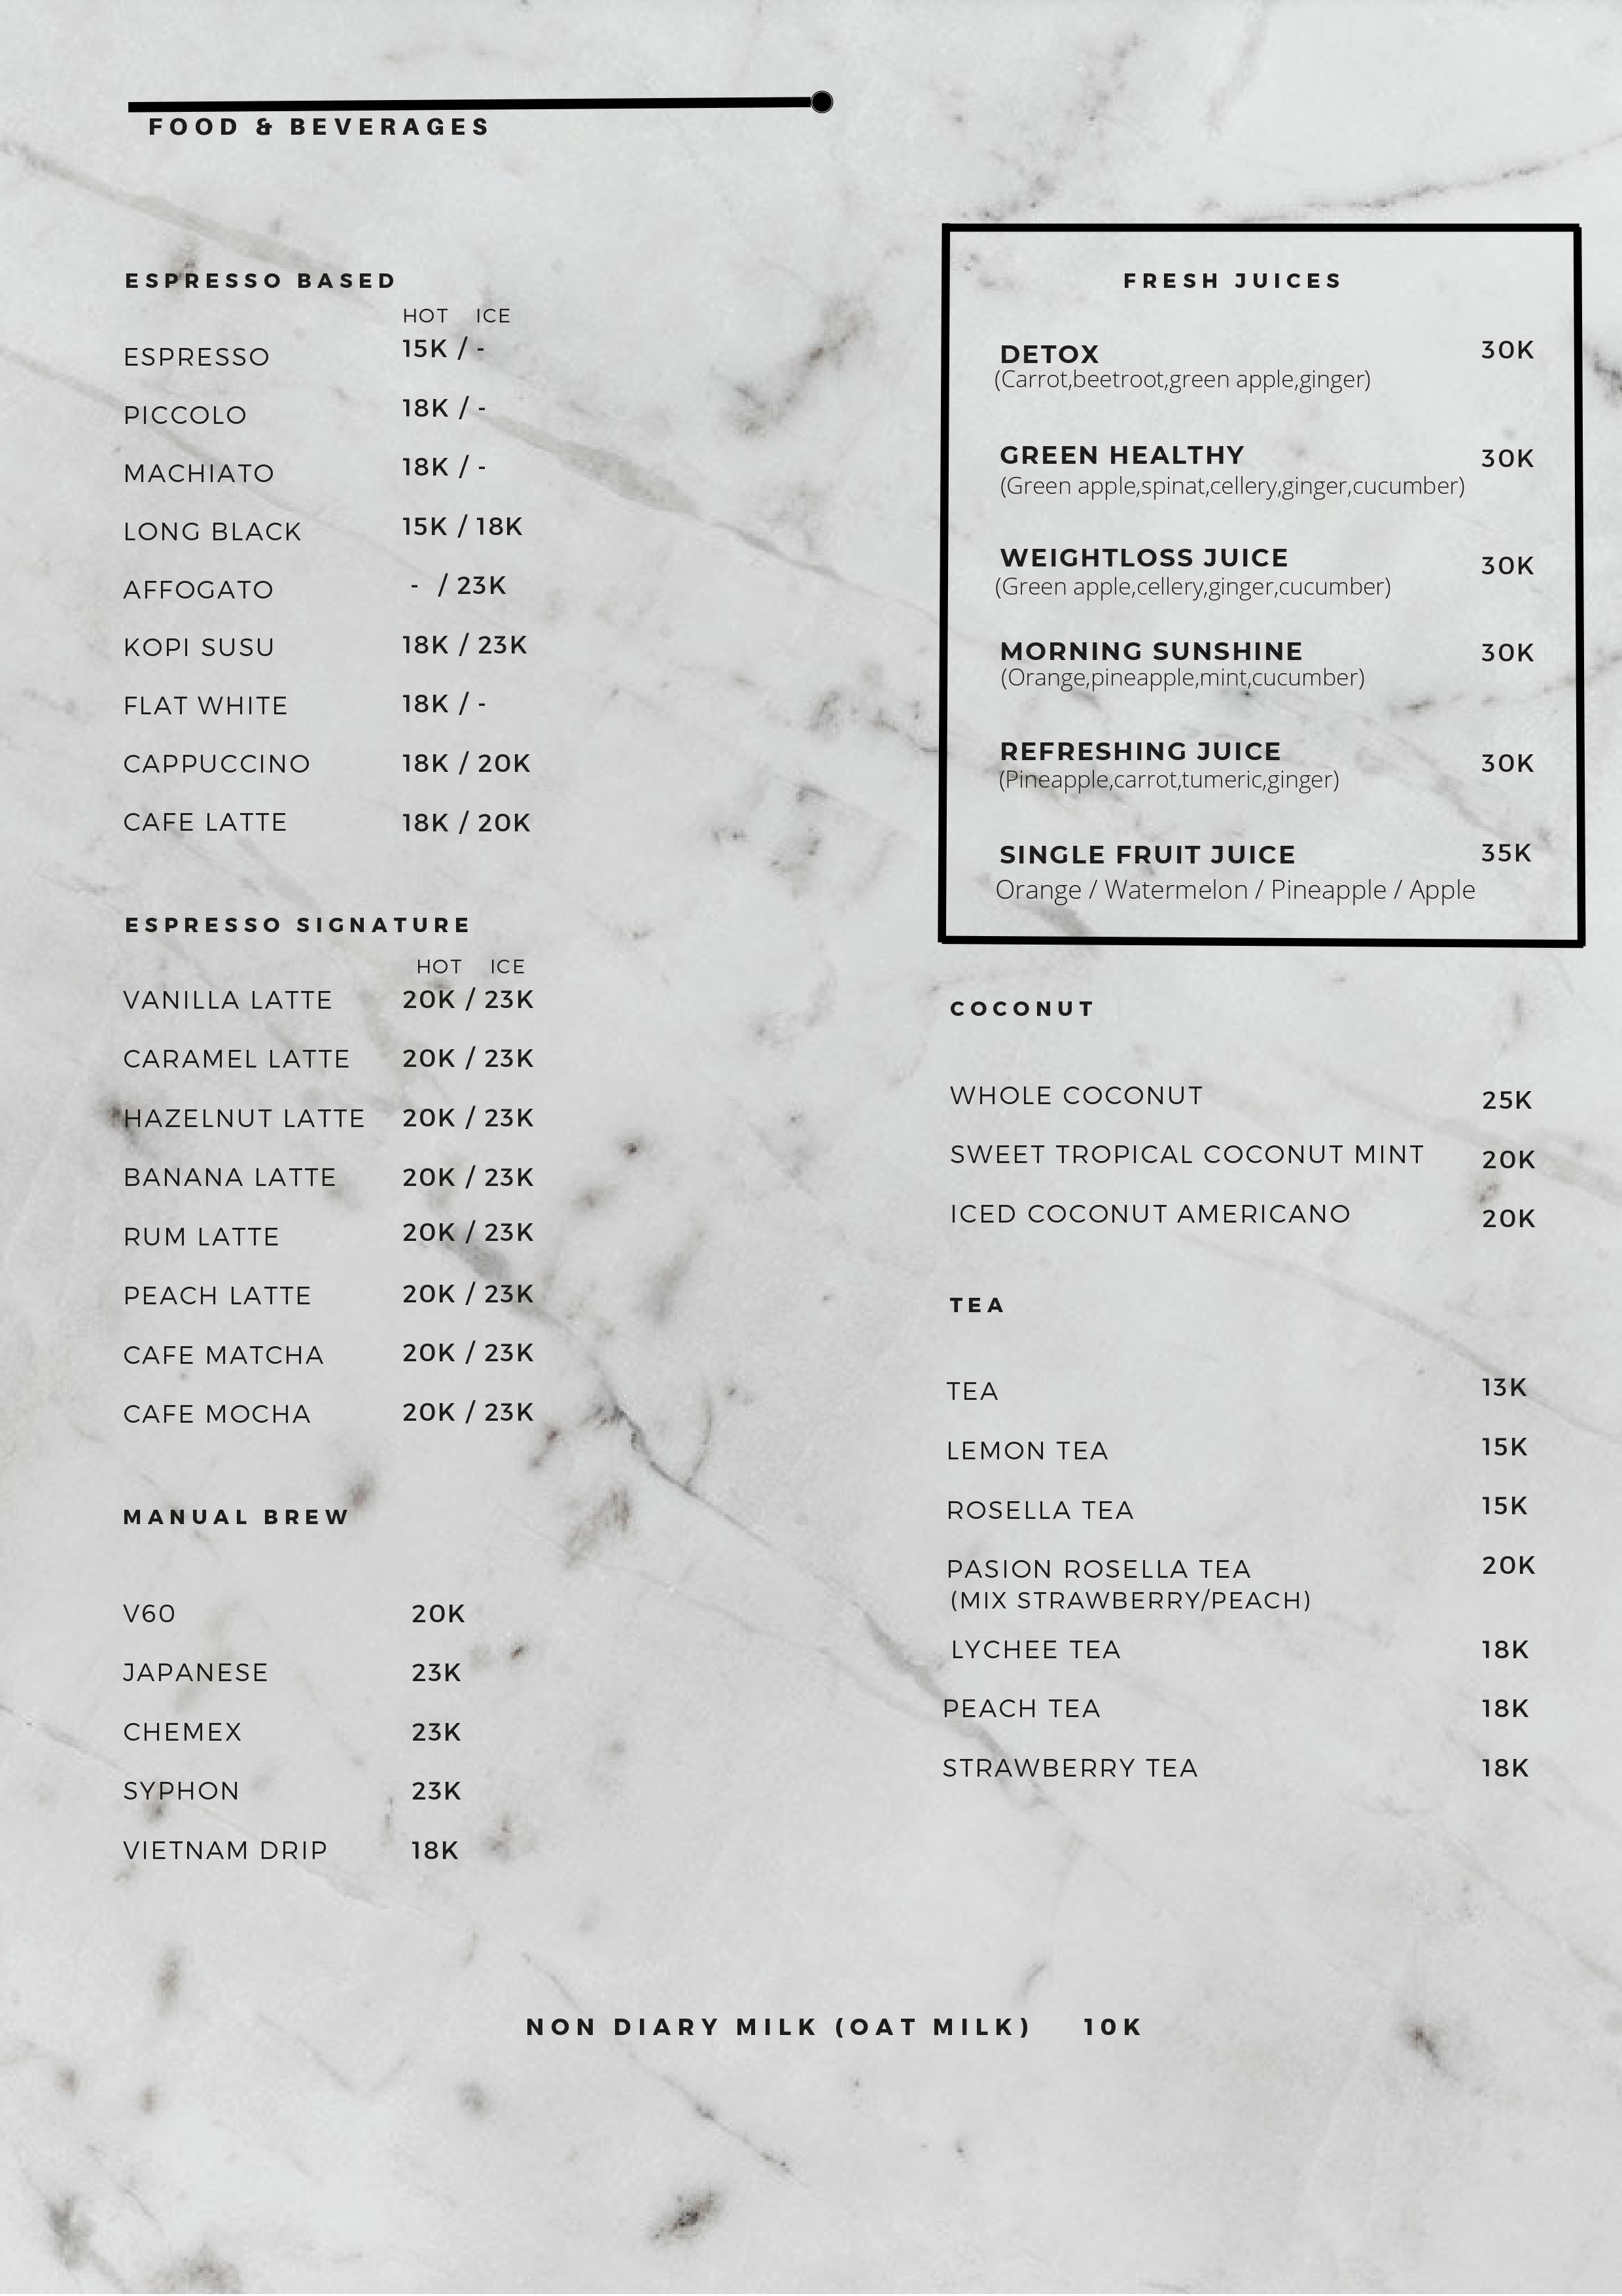 FOOD & BEVERAGES
ESPRESSO BASED
HOT ICE
ESPRESSO 15K / -
PICCOLO 18K / -
MACHIATO 18K / -
LONG BLACK 15K / 18K
AFFOGATO - / 23K
KOPI SUSU 18K / 23K
FLAT WHITE 18K / -
CAPPUCCINO 18K / 20K
CAFE LATTE 18K / 20K
ESPRESSO SIGNATURE
HOT ICE
VANILLA LATTE 20K / 23K
CARAMEL LATTE 20K / 23K
HAZELNUT LATTE 20K / 23K
BANANA LATTE 20K / 23K
RUM LATTE 20K / 23K
PEACH LATTE 20K / 23K
CAFE MATCHA 20K / 23K
CAFE MOCHA 20K / 23K
MANUAL BREW
V60 20K
JAPANESE 23K
CHEMEX 23K
SYPHON 23K
VIETNAM DRIP 18K
FRESH JUICES
DETOX 30K
(Carrot,beetroot,green apple,ginger)
GREEN HEALTHY 30K
(Green apple,spinat,cellery,ginger,cucumber)
WEIGHTLOSS JUICE 30K
(Green apple,cellery,ginger,cucumber)
MORNING SUNSHINE 30K
(Orange,pineapple,mint,cucumber)
REFRESHING JUICE 30K
(Pineapple,carrot,tumeric,ginger)
SINGLE FRUIT JUICE 35K
Orange / Watermelon / Pineapple / Apple
COCONUT
WHOLE COCONUT 25K
SWEET TROPICAL COCONUT MINT 20K
ICED COCONUT AMERICANO 20K
TEA
TEA 13K
LEMON TEA 15K
ROSELLA TEA 15K
PASION ROSELLA TEA 20K
(MIX STRAWBERRY/PEACH)
LYCHEE TEA 18K
PEACH TEA 18K
STRAWBERRY TEA 18K
NON DIARY MILK (OAT MILK) 10K